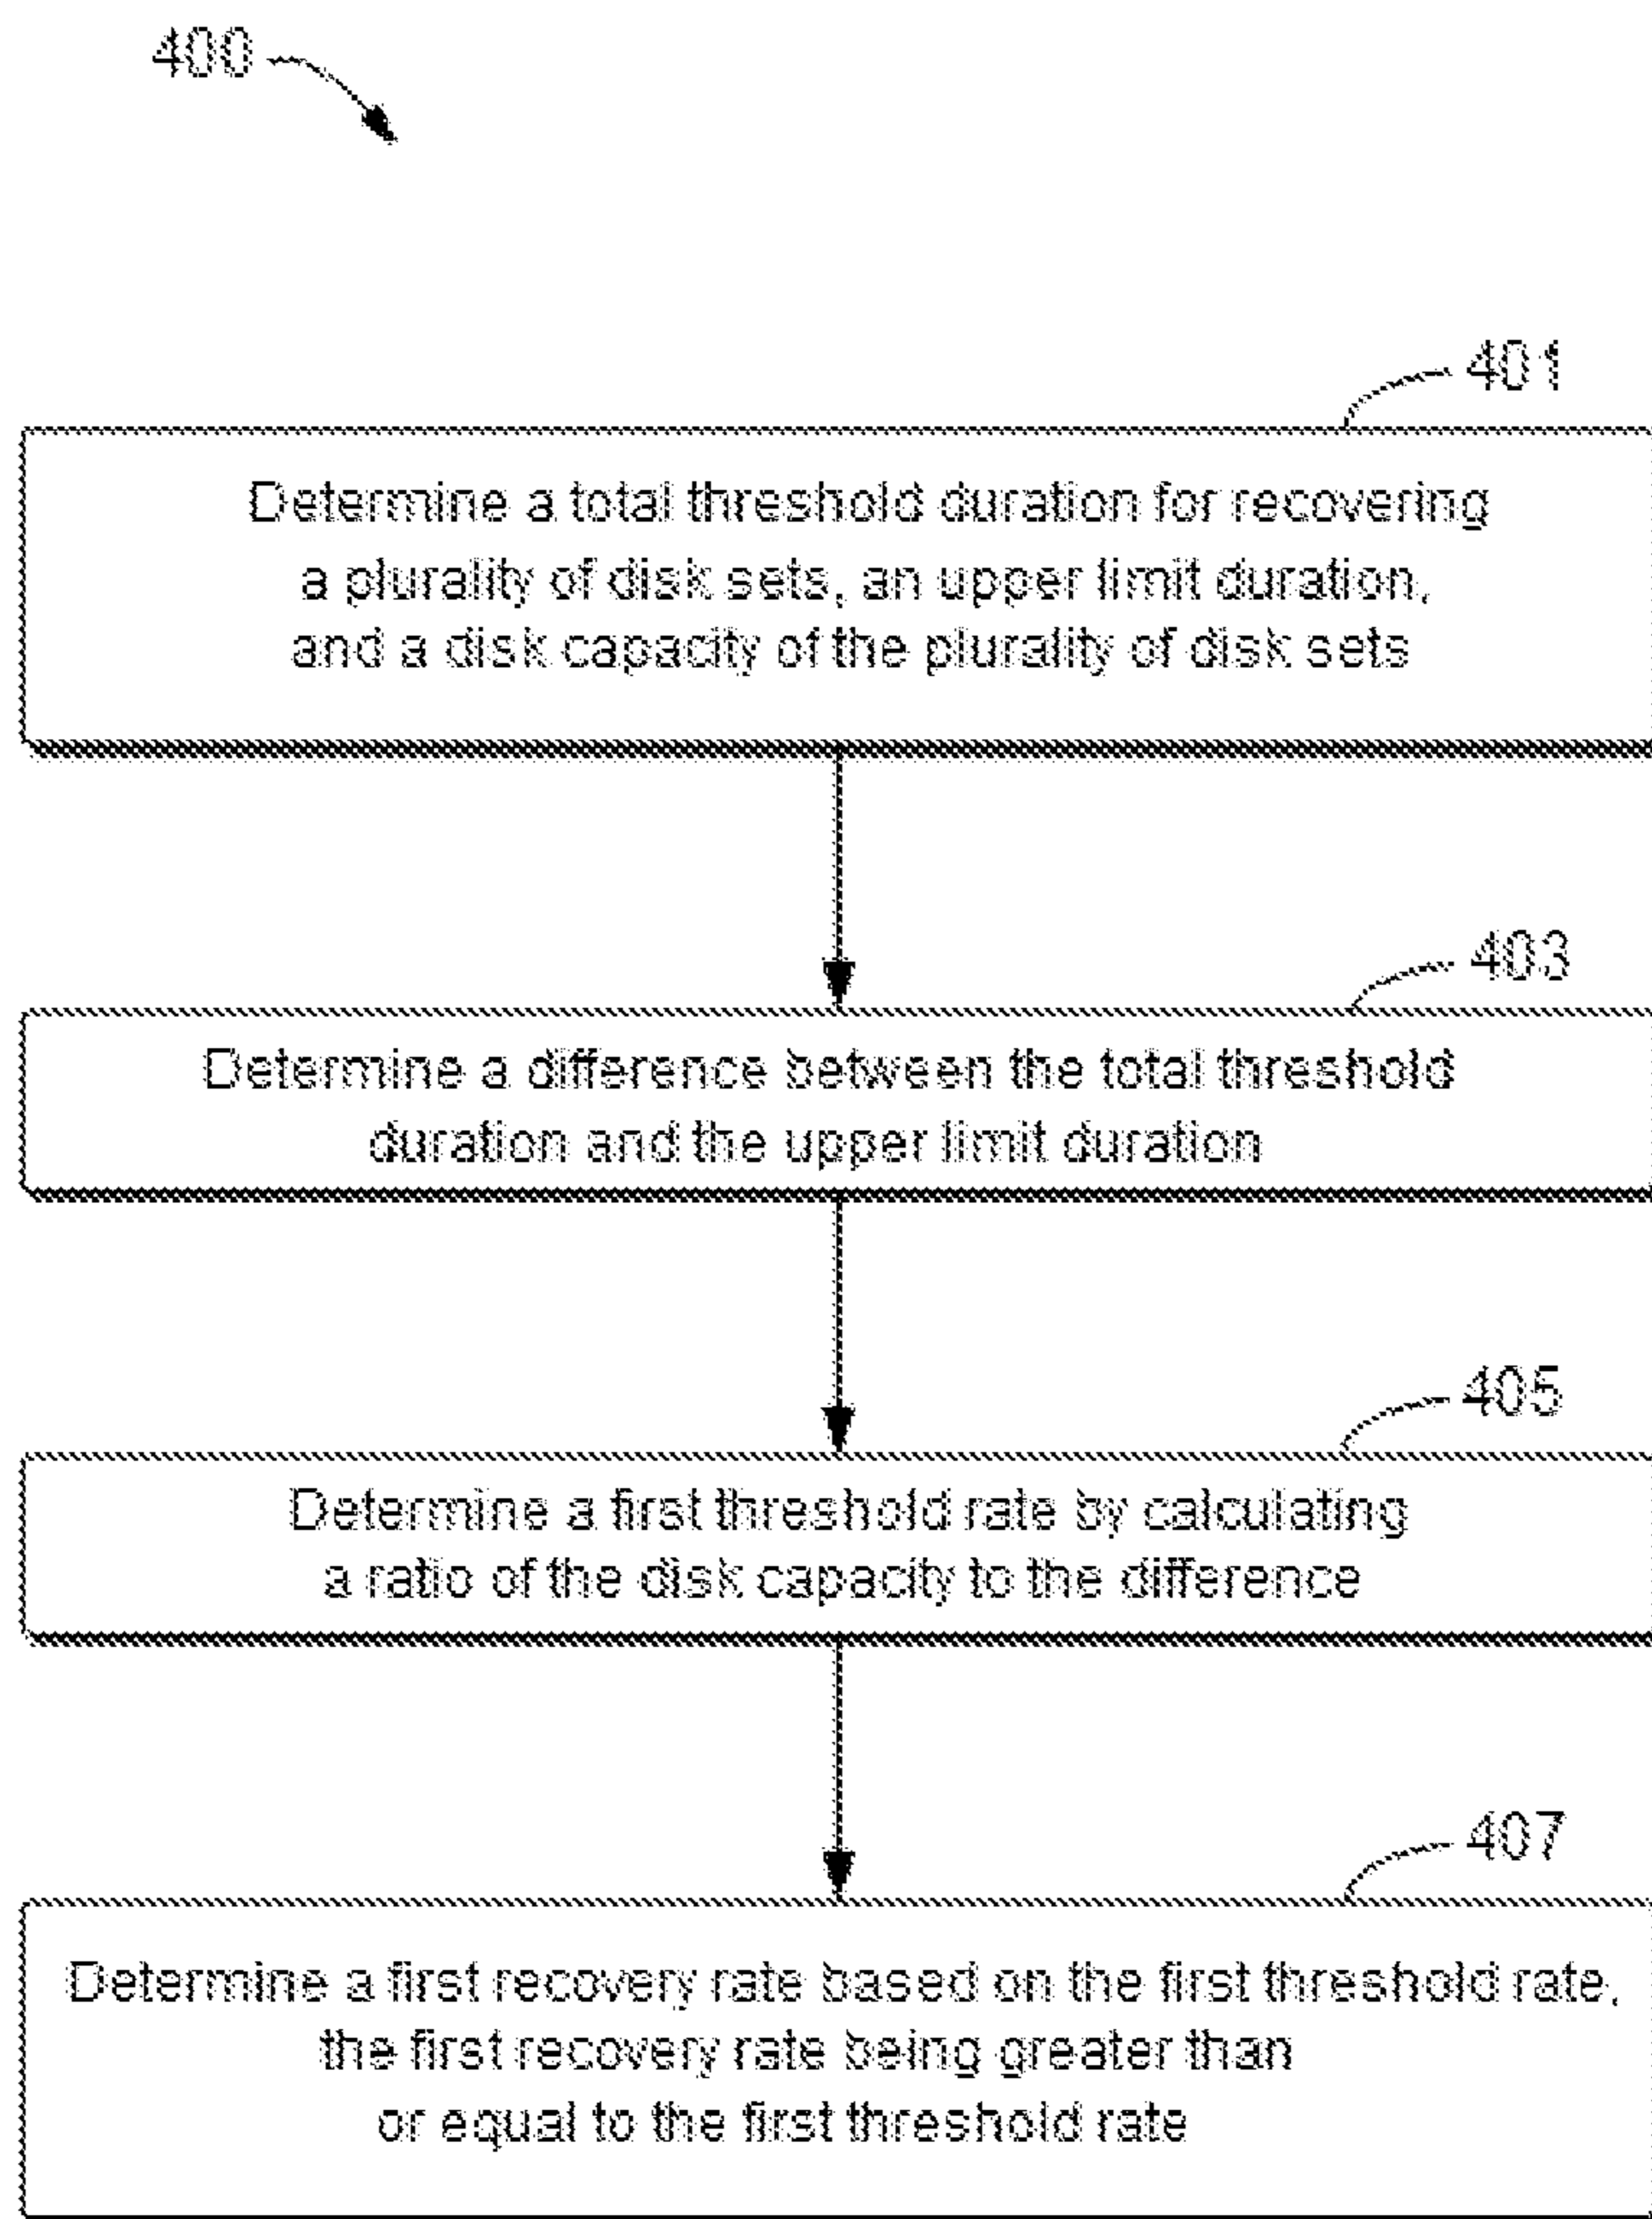 400
401
Determine a total threshold duration for recovering
a plurality of disk sets, an upper limit duration,
and a disk capacity of the plurality of disk sets
403
Determine a difference between the total threshold
duration and the upper limit duration
405
Determine a first threshold rate by calculating
a ratio of the disk capacity to the difference
407
Determine a first recovery rate based on the first threshold rate,
the first recovery rate being greater than
or equal to the first threshold rate